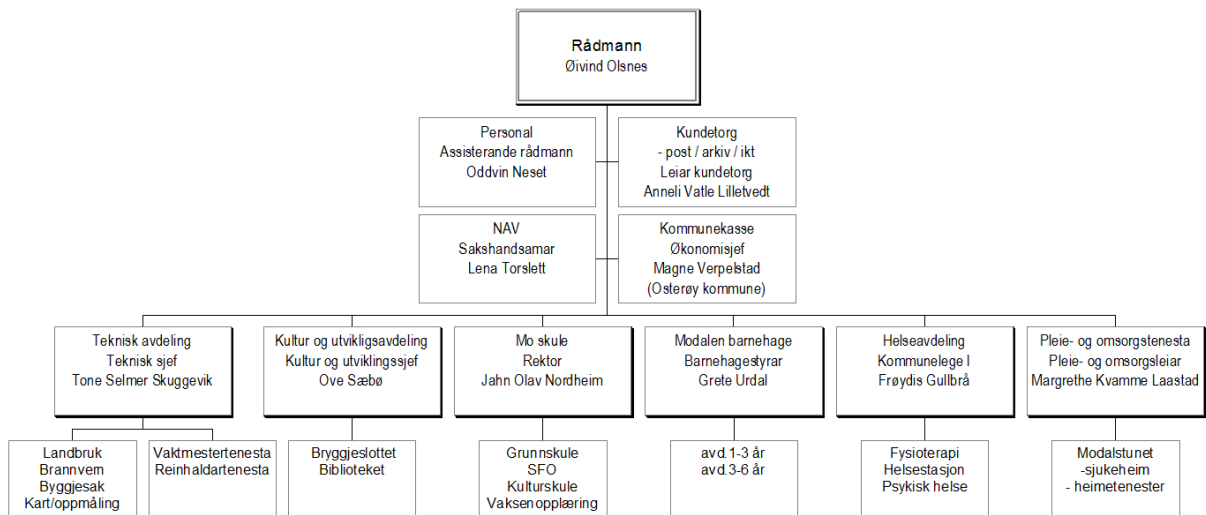 Rådmann
Øivind Olsnes
Personal
Assisterande rådmann
Oddvin Neset
Kundetorg
- post / arkiv / ikt
Leiar kundetorg
Anneli Vatle Lilletvedt
NAV
Sakshandsamar
Lena Torslett
Kommunekasse
Økonomisjef
Magne Verpelstad
(Osterøy kommune)
Teknisk avdeling
Teknisk sjef
Tone Selmer Skuggevik
Kultur og utvikligsavdeling
Kultur og utviklingssjef
Ove Sæbø
Mo skule
Rektor
Jahn Olav Nordheim
Modalen barnehage
Barnehagestyrar
Grete Urdal
Helseavdeling
Kommunelege I
Frøydis Gullbrå
Pleie- og omsorgstenesta
Pleie- og omsorgsleiar
Margrethe Kvamme Laastad
Landbruk
Brannvern
Byggjesak
Kart/oppmåling
Vaktmestertenesta
Reinhaldartenesta
Bryggjeslottet
Biblioteket
Grunnskule
SFO
Kulturskule
Vaksenopplæring
avd.1-3 år
avd.3-6 år
Fysioterapi
Helsestasjon
Psykisk helse
Modalstunet
-sjukeheim
- heimetenester